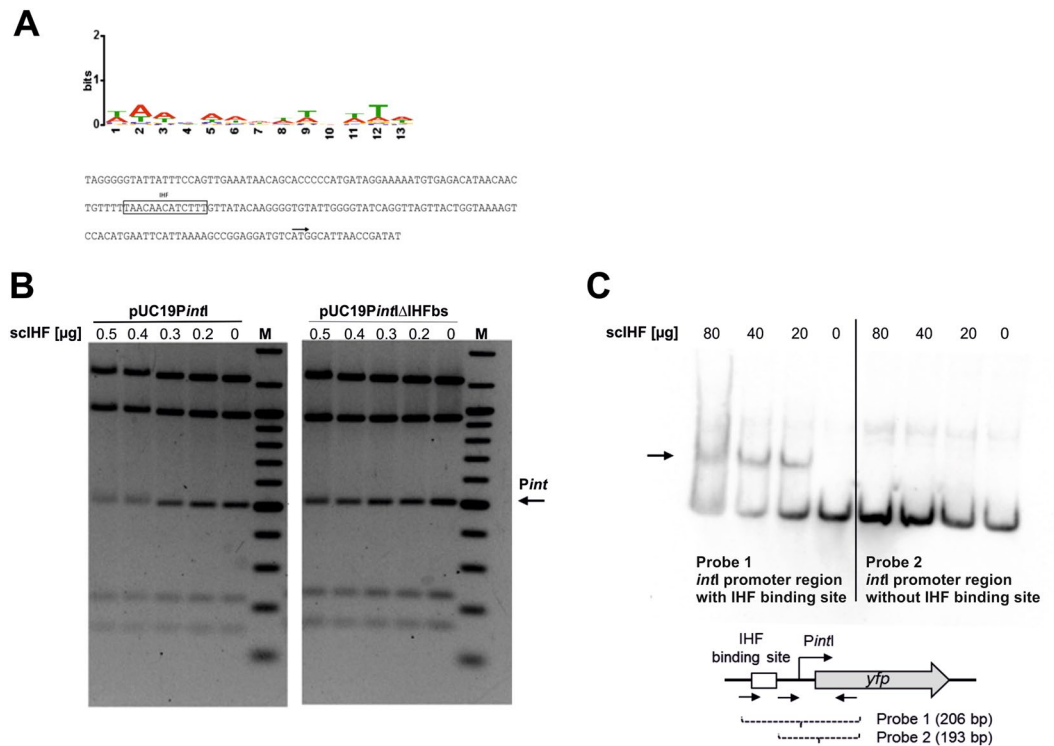 A
2
bits
1
0
1 2 3 4 5 6 7 8 9 10 11 12 13
TAGGGGGTATTATTTCCAGTTGAAATAACAGCACCCCCATGATAGGAAAAATGTGAGACATAACAAC
IHF
TGTTTTTAACAACATCTTTGTTATACAAGGGGTGTATTGGGGTATCAGGTTAGTTACTGGTAAAAGT
CCACATGAATTCATTAAAAGCCGGAGGATGTCATGGCATTAACCGATAT
B
pUC19PintI
pUC19PintIΔIHFbs
scIHF [µg]
0.5 0.4 0.3 0.2 0 M
0.5 0.4 0.3 0.2 0 M
Pint
C
scIHF [µg]
80 40 20 0
80 40 20 0
Probe 1
intI promoter region
with IHF binding site
Probe 2
intI promoter region
without IHF binding site
IHF
binding site
PintI
yfp
Probe 1 (206 bp)
Probe 2 (193 bp)